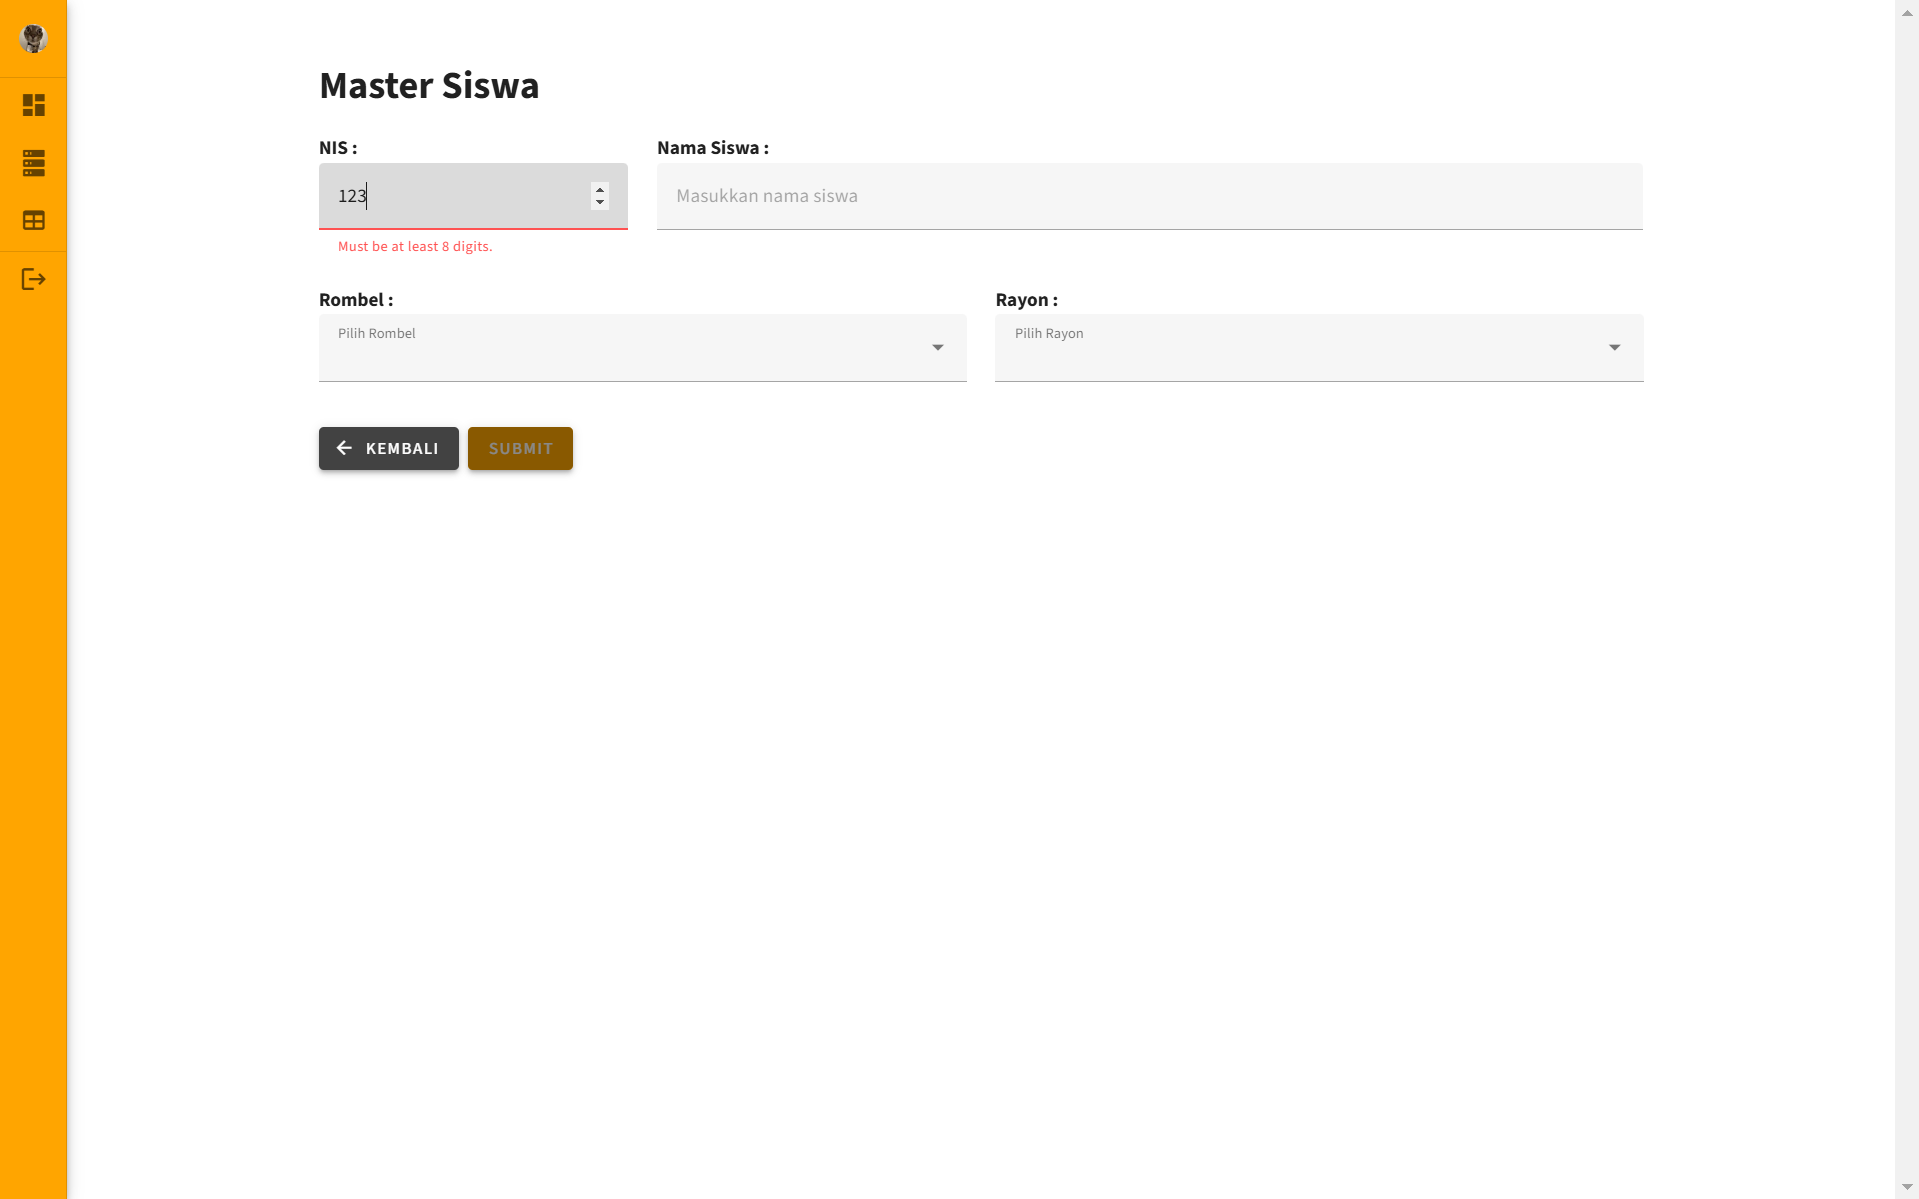 Master Siswa
NIS :
Nama Siswa :
123
Masukkan nama siswa
Must be at least 8 digits.
Rombel :
Rayon :
Pilih Rombel
Pilih Rayon
KEMBALI
SUBMIT